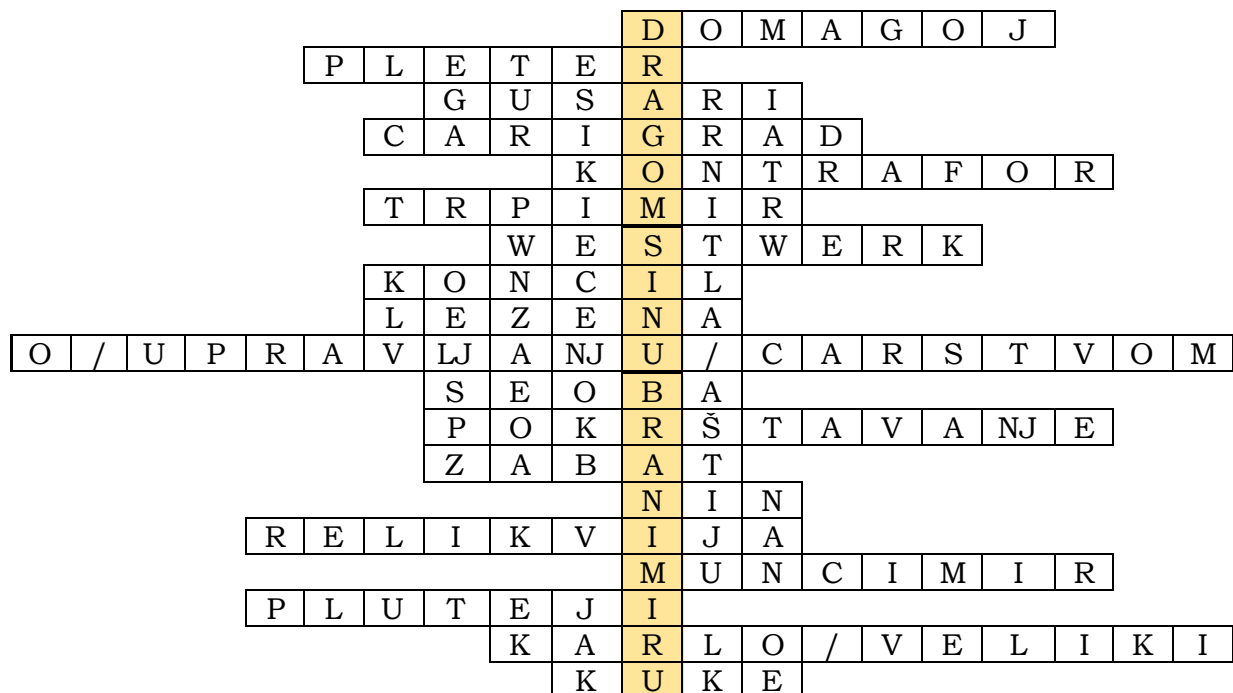 DOMAGOJ
PLETER
GUSARI
CARIGRAD
KONTRAFOR
TRPIMIR
WESTWERK
KONCIL
LEZENA
O/UPRAVLJANJU/CARSTVOM
SEOBA
POKRŠTAVANJE
ZABAT
NIN
RELIKVIJA
MUNCIMIR
PLUTEJI
KARLO/VELIKI
KUKE